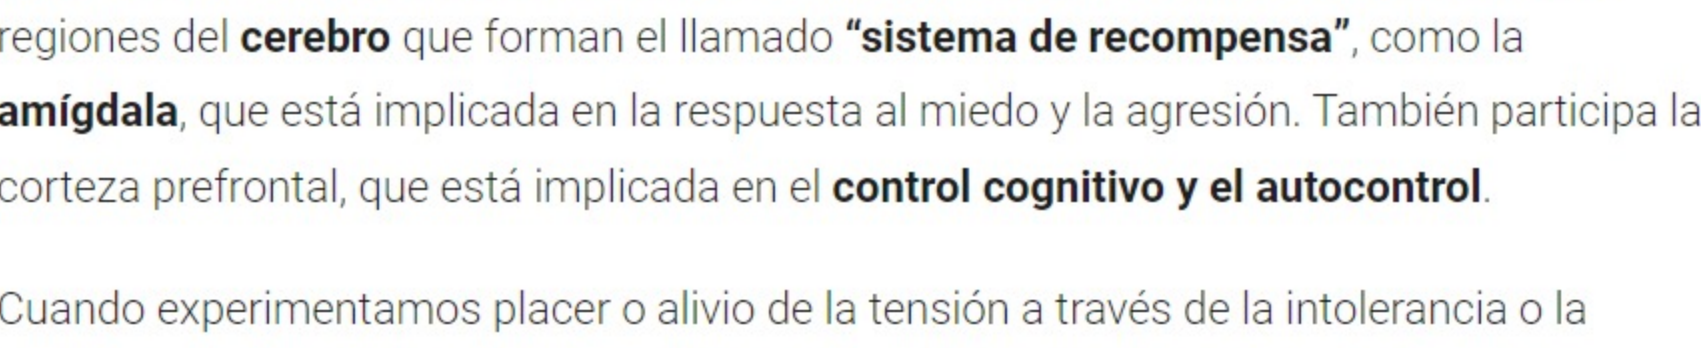 regiones del cerebro que forman el llamado “sistema de recompensa”, como la
amígdala, que está implicada en la respuesta al miedo y la agresión. También participa la
corteza prefrontal, que está implicada en el control cognitivo y el autocontrol.
Cuando experimentamos placer o alivio de la tensión a través de la intolerancia o la